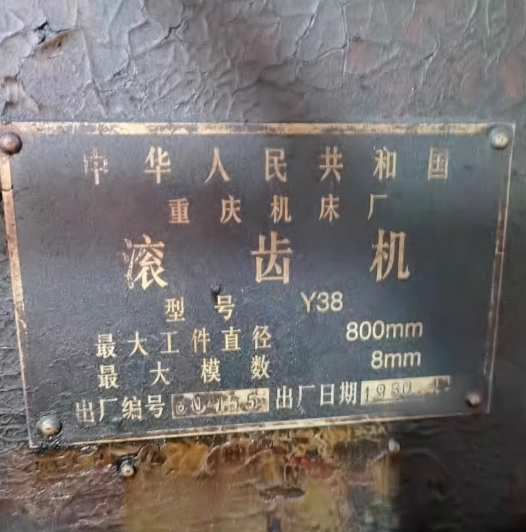 中华人民共和国
重庆机床厂
滚齿机
型号 Y38
最大工件直径 800mm
最大模数 8mm
出厂编号 出厂日期